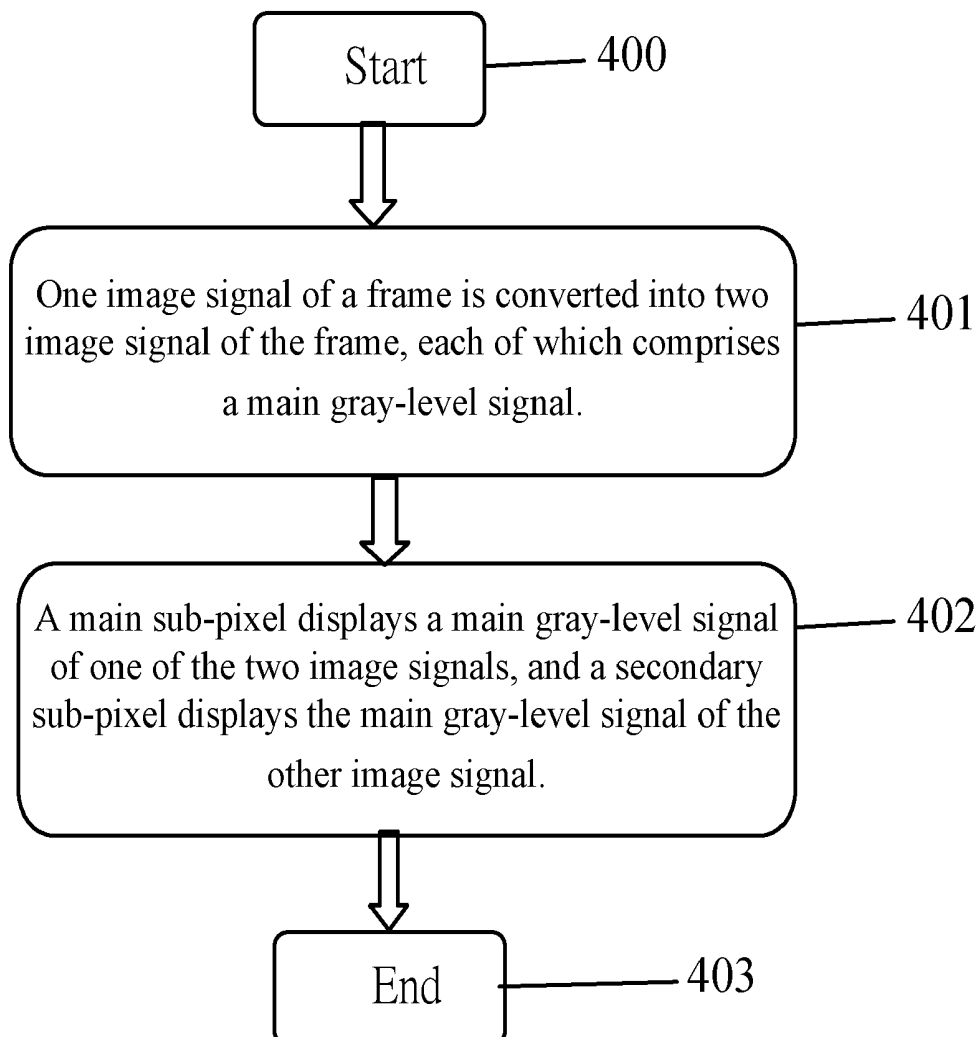 Start
400
One image signal of a frame is converted into two
image signal of the frame, each of which comprises
a main gray-level signal.
401
A main sub-pixel displays a main gray-level signal
of one of the two image signals, and a secondary
sub-pixel displays the main gray-level signal of the
other image signal.
402
End
403